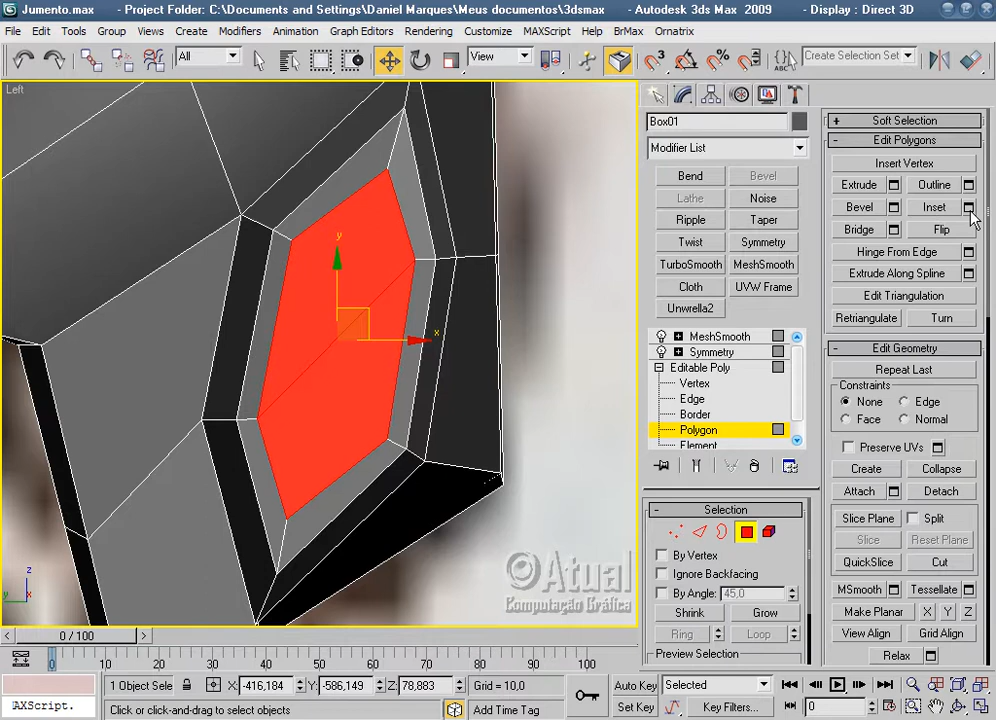 Jumento.max - Project Folder: C:\Documents and Settings\Daniel Marques\Meus documentos\3dsmax - Autodesk 3ds Max 2009 - Display : Direct 3D
File Edit Tools Group Views Create Modifiers Animation Graph Editors Rendering Customize MAXScript Help BrMax Ornatrix
All View Create Selection Set
Left
Box01
Modifier List
Bend Bevel
Lathe Noise
Ripple Taper
Twist Symmetry
TurboSmooth MeshSmooth
Cloth UVW Frame
Unwrella2
MeshSmooth
Symmetry
Editable Poly
Vertex
Edge
Border
Polygon
Element
Selection
By Vertex
Ignore Backfacing
By Angle: 45,0
Shrink Grow
Ring Loop
Preview Selection
+ Soft Selection
- Edit Polygons
Insert Vertex
Extrude Outline
Bevel Inset
Bridge Flip
Hinge From Edge
Extrude Along Spline
Edit Triangulation
Retriangulate Turn
- Edit Geometry
Repeat Last
Constraints
None Edge
Face Normal
Preserve UVs
Create Collapse
Attach Detach
Slice Plane Split
Slice Reset Plane
QuickSlice Cut
MSmooth Tessellate
Make Planar X Y Z
View Align Grid Align
Relax
y
x
z
y
x
Atual
Computação Gráfica
< 0 / 100 >
0 10 20 30 40 50 60 70 80 90 100
1 Object Sele X: -416,184 Y: -586,149 Z: 78,883 Grid = 10,0 Auto Key Selected
AXScript. Click or click-and-drag to select objects Add Time Tag Set Key Key Filters... 0